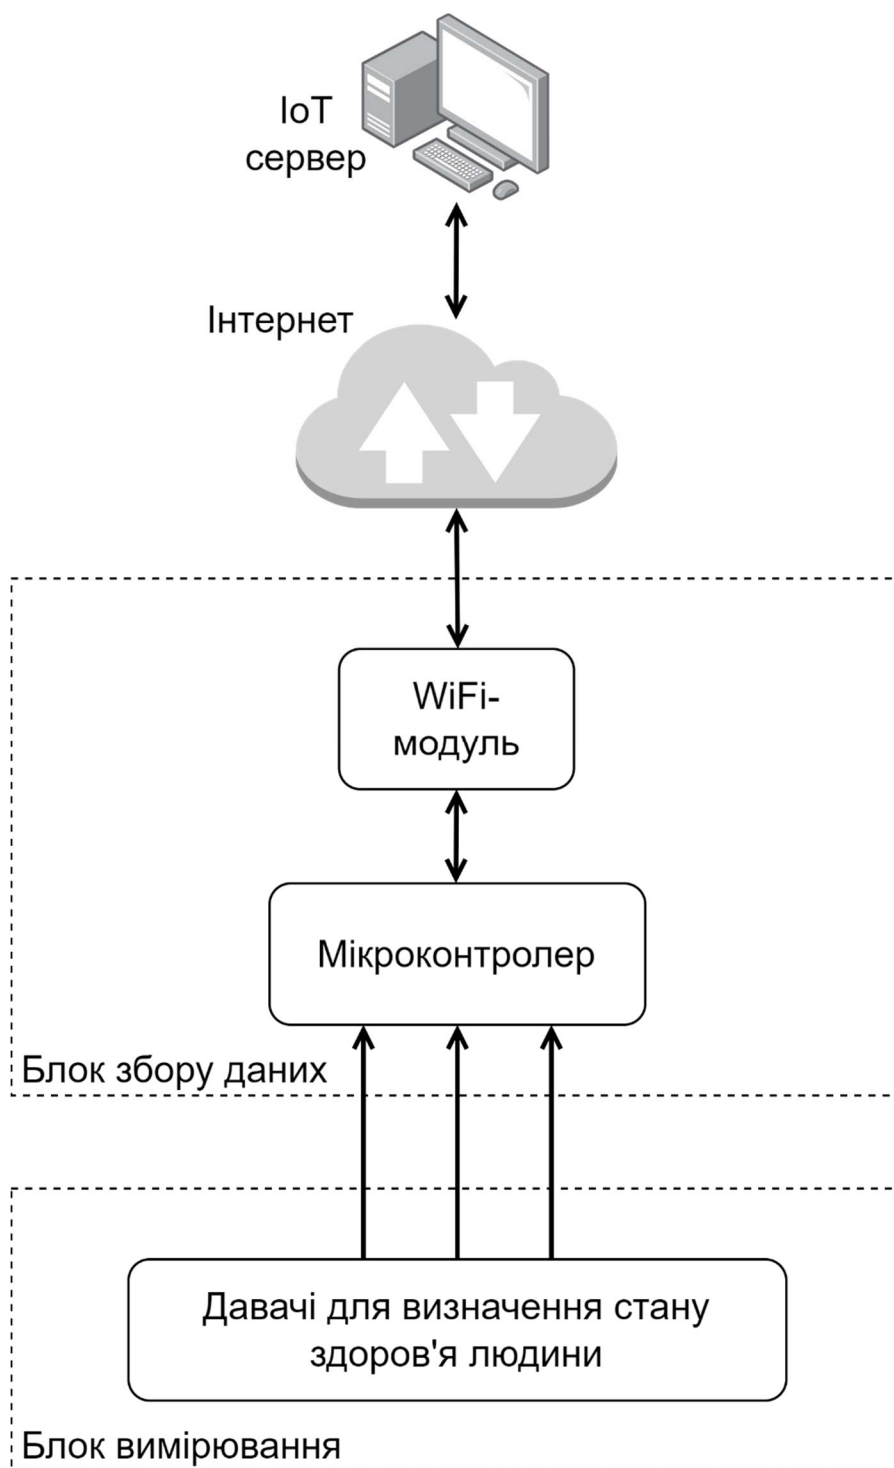 IoT
сервер
Інтернет
WiFi-
модуль
Мікроконтролер
Блок збору даних
Давачі для визначення стану
здоров'я людини
Блок вимірювання